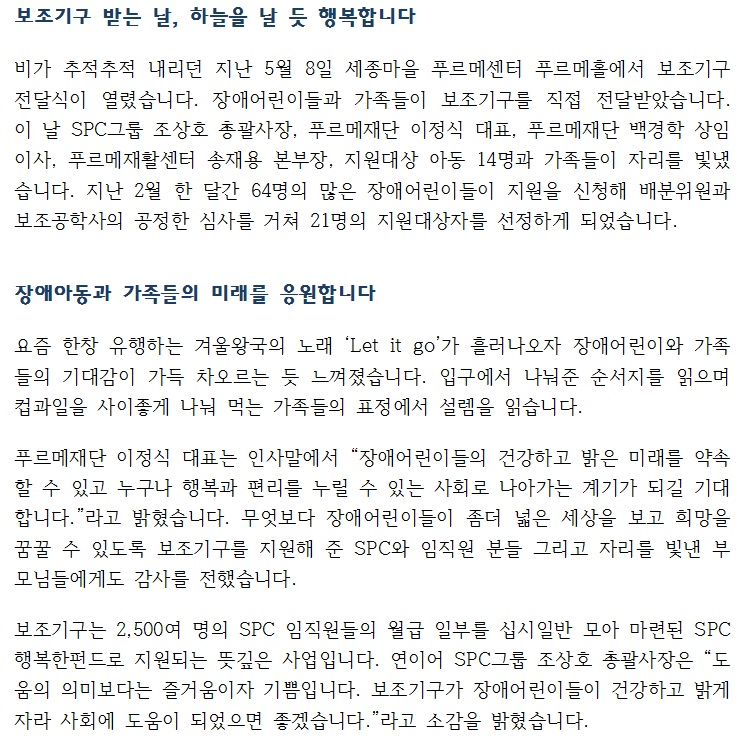 보조기구 받는 날, 하늘을 날 듯 행복합니다
비가 추적추적 내리던 지난 5월 8일 세종마을 푸르메센터 푸르메홀에서 보조기구
전달식이 열렸습니다. 장애어린이들과 가족들이 보조기구를 직접 전달받았습니다.
이 날 SPC그룹 조상호 총괄사장, 푸르메재단 이정식 대표, 푸르메재단 백경학 상임
이사, 푸르메재활센터 송재용 본부장, 지원대상 아동 14명과 가족들이 자리를 빛냈
습니다. 지난 2월 한 달간 64명의 많은 장애어린이들이 지원을 신청해 배분위원과
보조공학사의 공정한 심사를 거쳐 21명의 지원대상자를 선정하게 되었습니다.
장애아동과 가족들의 미래를 응원합니다
요즘 한창 유행하는 겨울왕국의 노래 ‘Let it go’가 흘러나오자 장애어린이와 가족
들의 기대감이 가득 차오르는 듯 느껴졌습니다. 입구에서 나눠준 순서지를 읽으며
컵과일을 사이좋게 나눠 먹는 가족들의 표정에서 설렘을 읽습니다.
푸르메재단 이정식 대표는 인사말에서 “장애어린이들의 건강하고 밝은 미래를 약속
할 수 있고 누구나 행복과 편리를 누릴 수 있는 사회로 나아가는 계기가 되길 기대
합니다.”라고 밝혔습니다. 무엇보다 장애어린이들이 좀더 넓은 세상을 보고 희망을
꿈꿀 수 있도록 보조기구를 지원해 준 SPC와 임직원 분들 그리고 자리를 빛낸 부
모님들에게도 감사를 전했습니다.
보조기구는 2,500여 명의 SPC 임직원들의 월급 일부를 십시일반 모아 마련된 SPC
행복한펀드로 지원되는 뜻깊은 사업입니다. 연이어 SPC그룹 조상호 총괄사장은 “도
움의 의미보다는 즐거움이자 기쁨입니다. 보조기구가 장애어린이들이 건강하고 밝게
자라 사회에 도움이 되었으면 좋겠습니다.”라고 소감을 밝혔습니다.